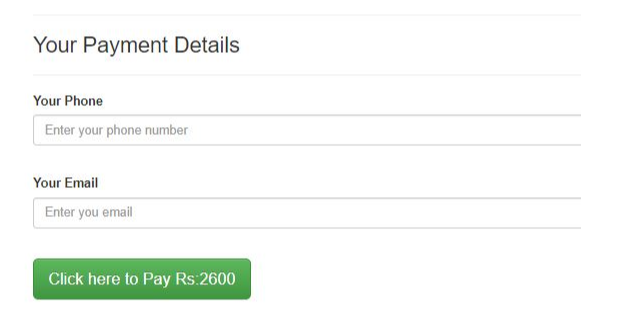 Your Payment Details
Your Phone
Enter your phone number
Your Email
Enter you email
Click here to Pay Rs:2600